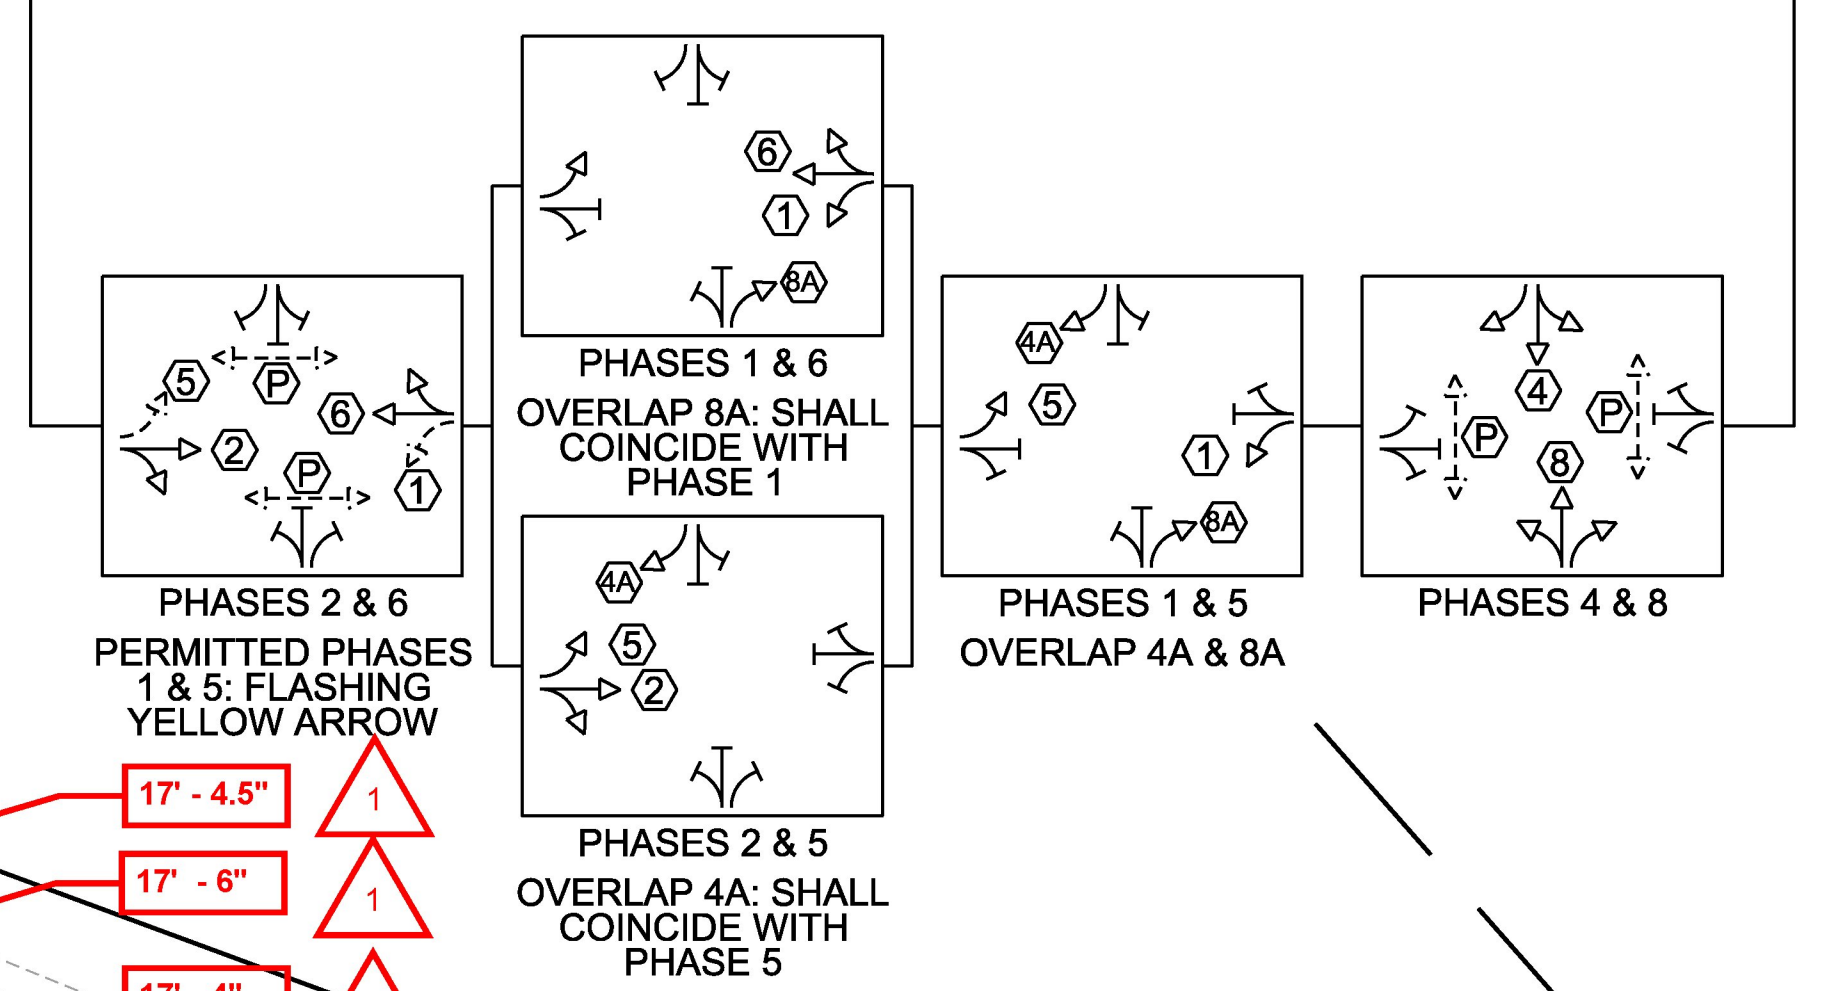 6
1
8A
PHASES 1 & 6
OVERLAP 8A: SHALL
COINCIDE WITH
PHASE 1
5
P
6
2
P
1
PHASES 2 & 6
PERMITTED PHASES
1 & 5: FLASHING
YELLOW ARROW
4A
5
2
PHASES 2 & 5
OVERLAP 4A: SHALL
COINCIDE WITH
PHASE 5
4A
5
1
8A
PHASES 1 & 5
OVERLAP 4A & 8A
4
P
P
8
PHASES 4 & 8
17' - 4.5"
1
17' - 6"
1
17' - 4"